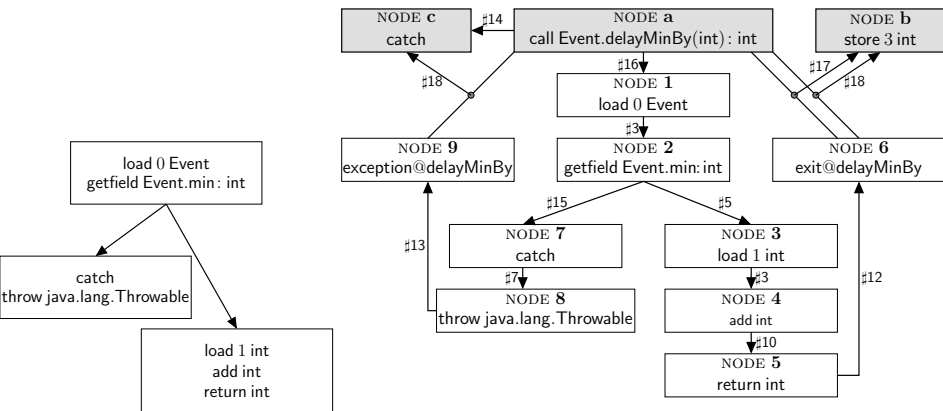 load 0 Event
getfield Event.min: int
catch
throw java.lang.Throwable
load 1 int
add int
return int
NODE c
catch
♯14
NODE a
call Event.delayMinBy(int): int
NODE b
store 3 int
♯18
♯16
♯17
♯18
NODE 1
load 0 Event
♯3
NODE 9
exception@delayMinBy
NODE 2
getfield Event.min: int
NODE 6
exit@delayMinBy
♯15
♯5
♯13
NODE 7
catch
NODE 3
load 1 int
♯7
♯3
♯12
NODE 8
throw java.lang.Throwable
NODE 4
add int
♯10
NODE 5
return int